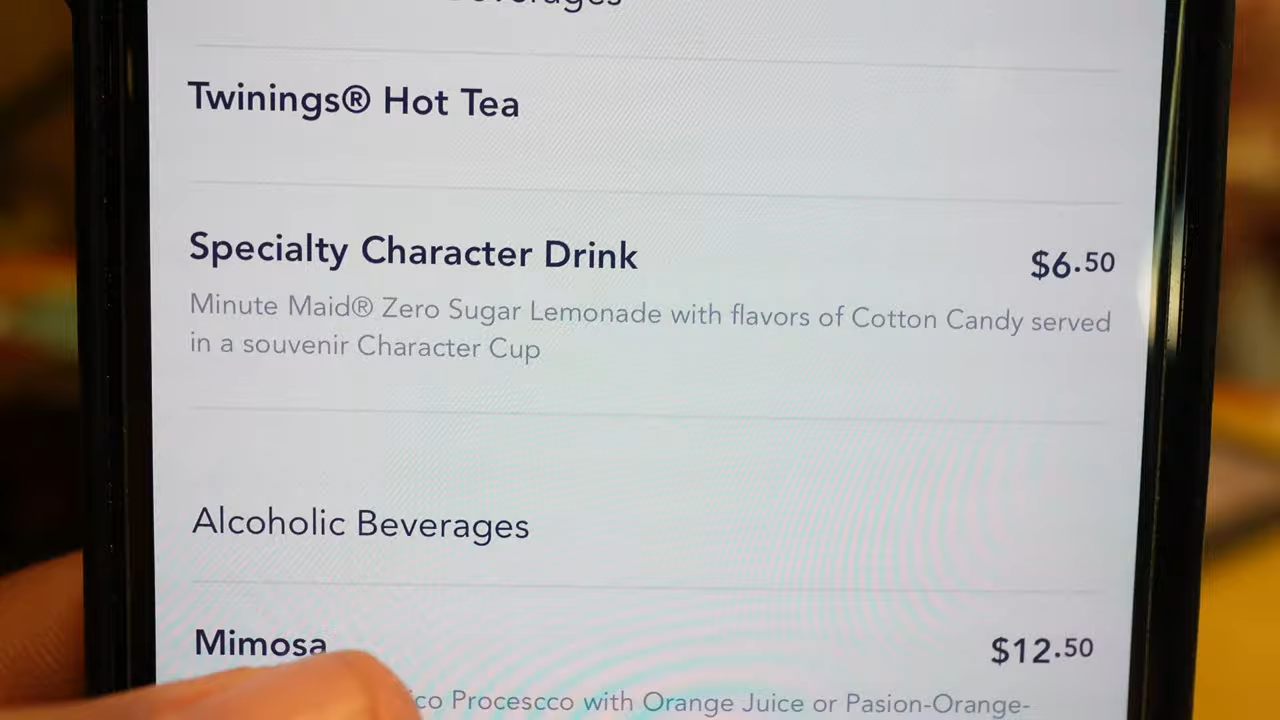 Beverages
Twinings® Hot Tea
Specialty Character Drink
$6.50
Minute Maid® Zero Sugar Lemonade with flavors of Cotton Candy served
in a souvenir Character Cup
Alcoholic Beverages
Mimosa
$12.50
Procescco with Orange Juice or Pasion-Orange-